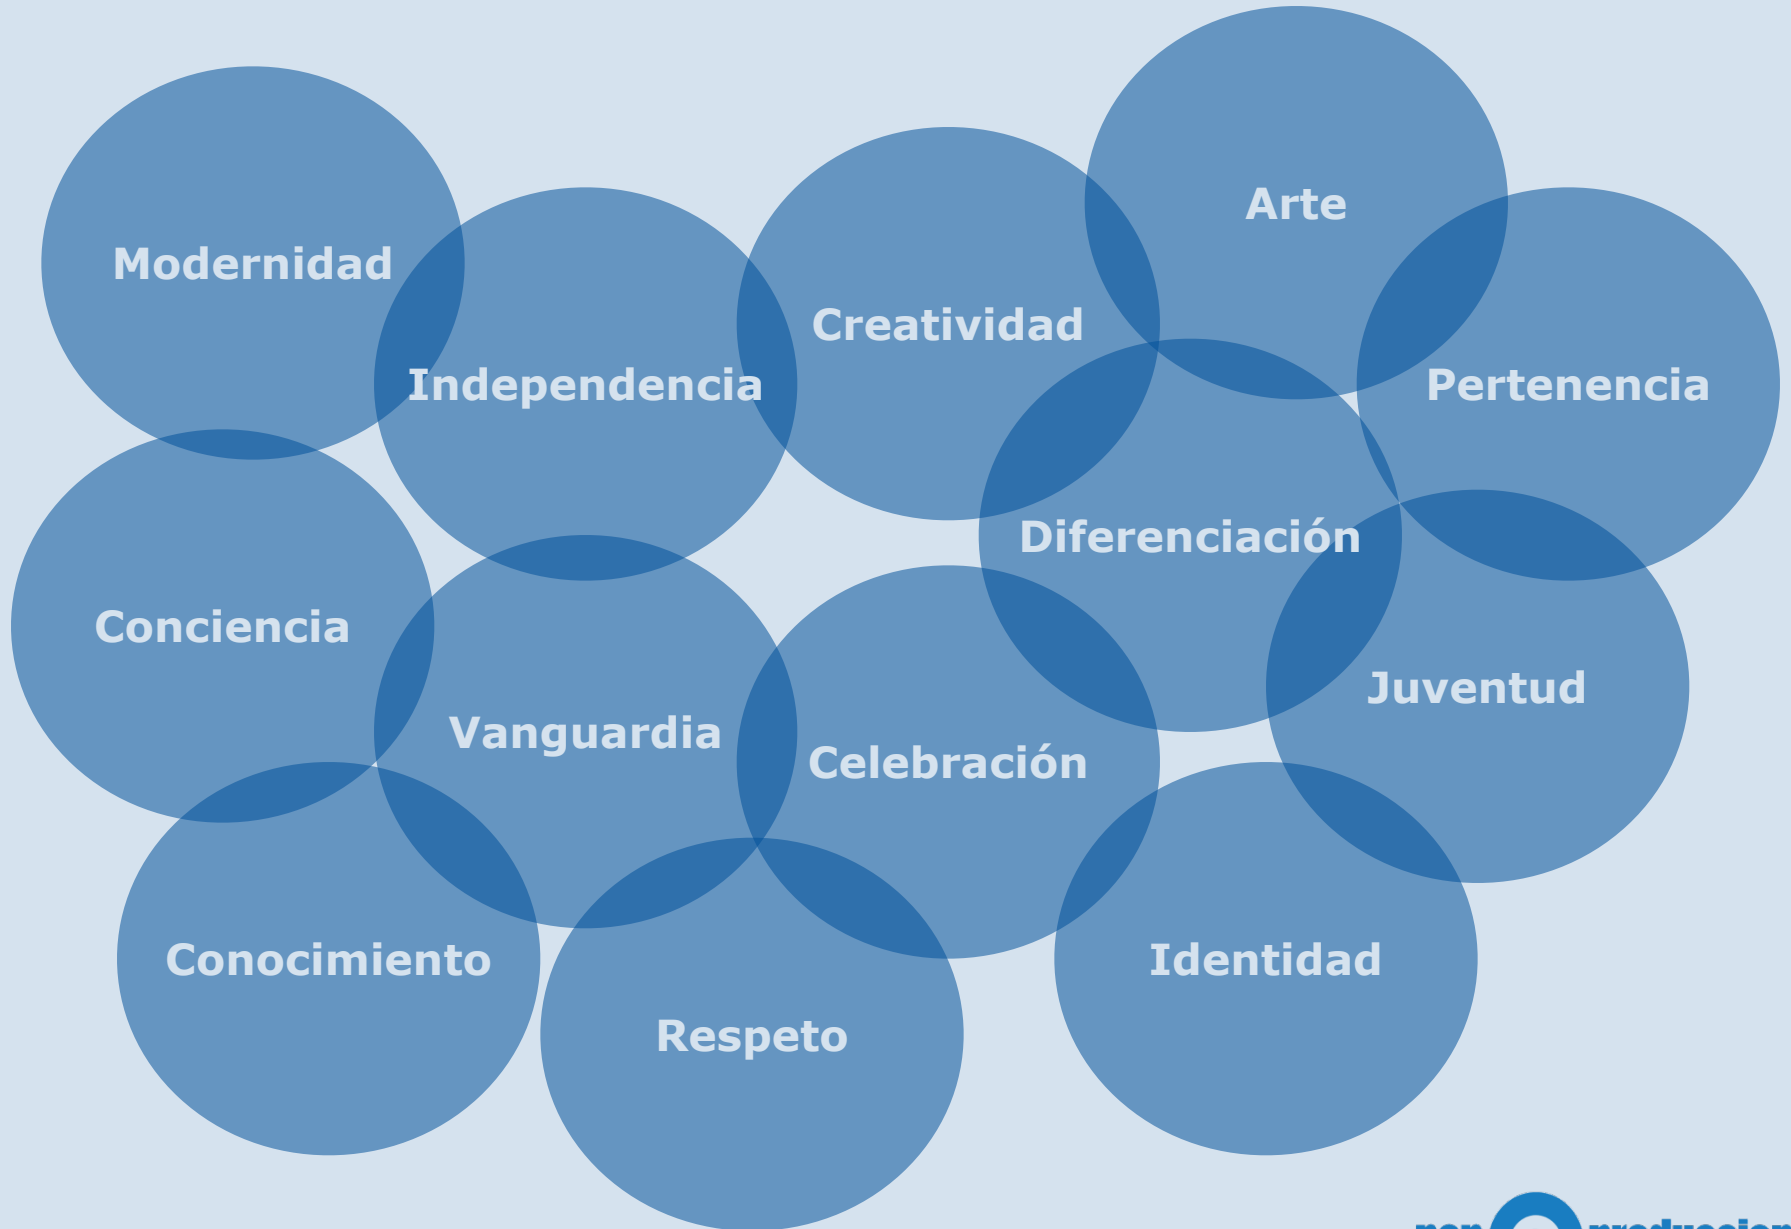 Arte
Modernidad
Creatividad
Independencia
Pertenencia
Diferenciación
Conciencia
Juventud
Vanguardia
Celebración
Conocimiento
Identidad
Respeto